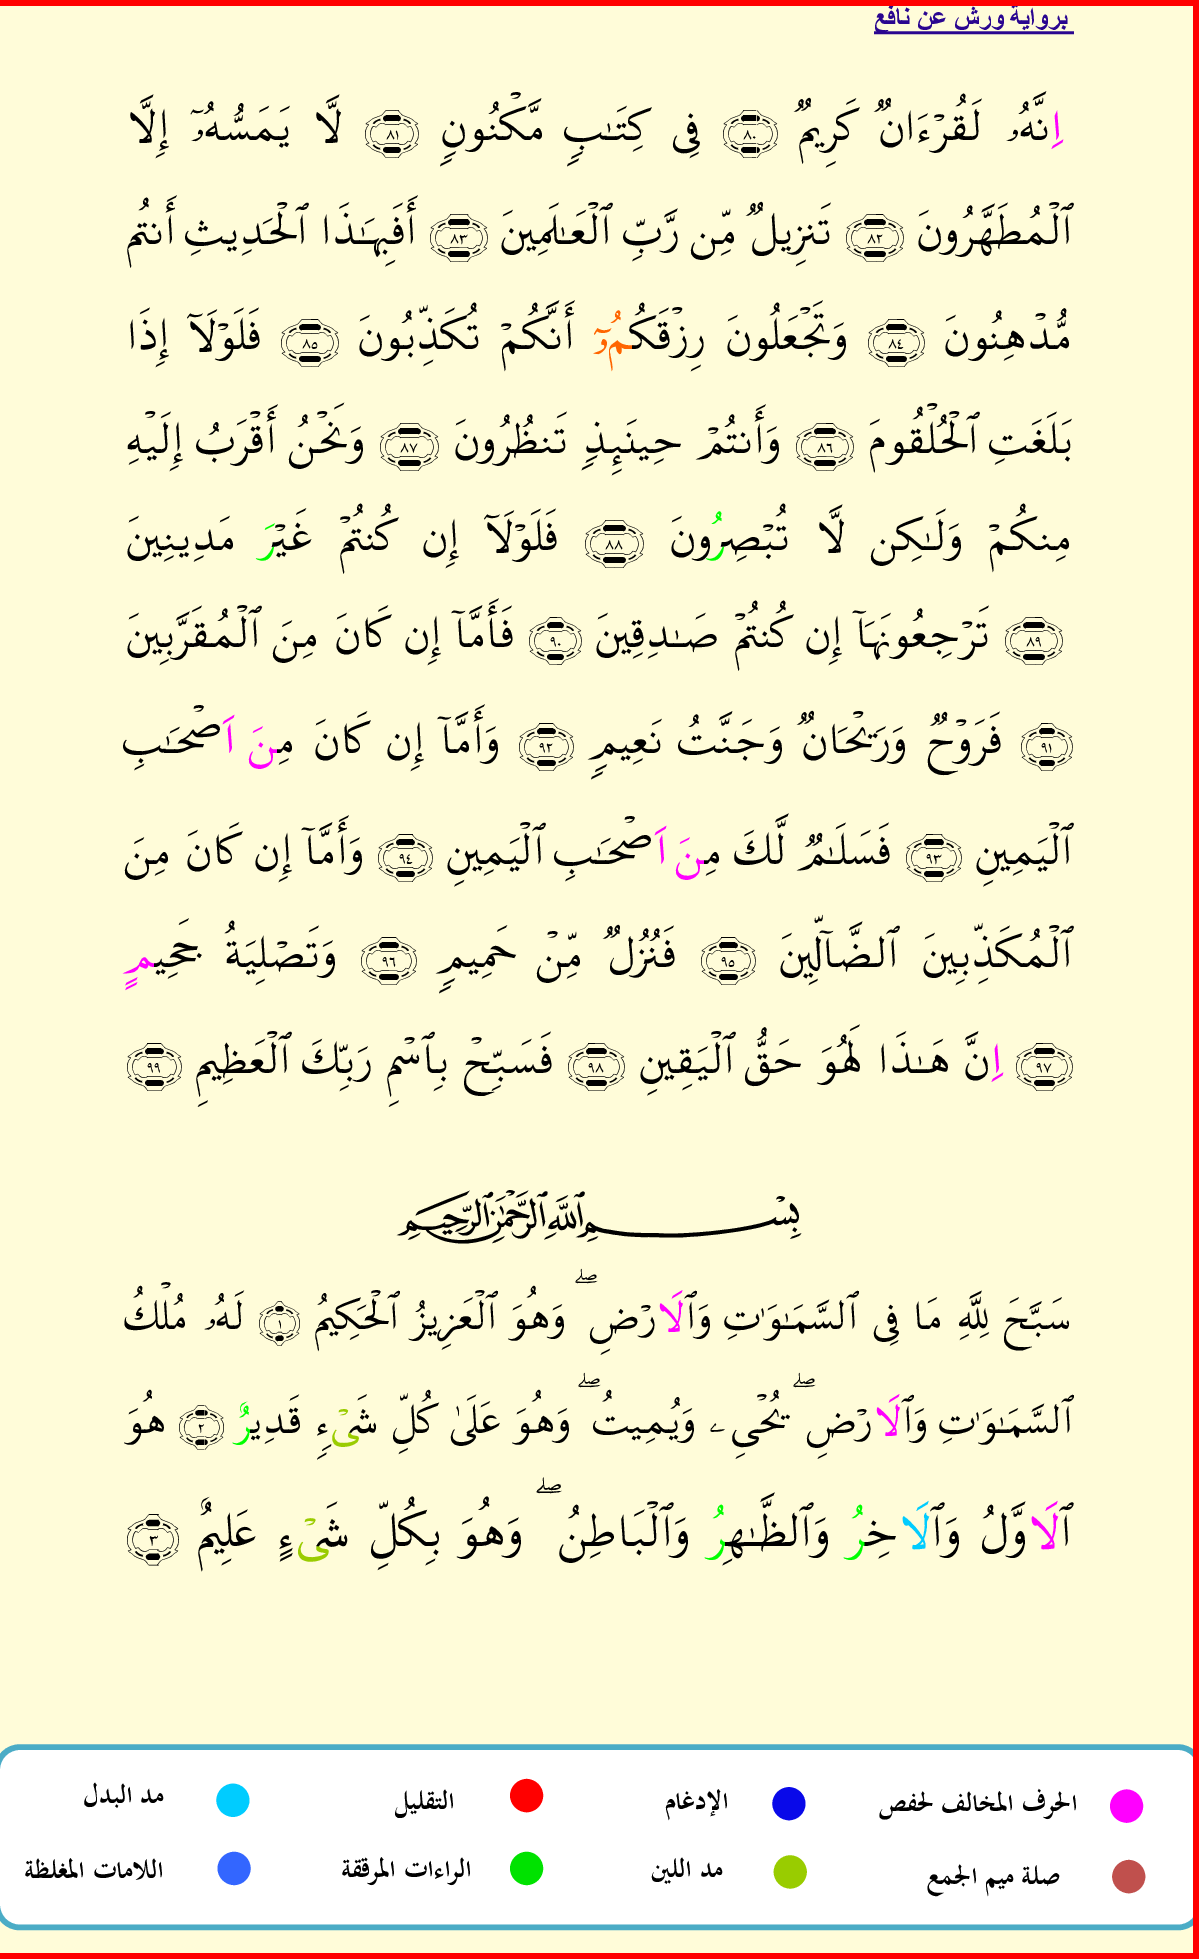 برواية ورش عن نافع
اِنَّهُۥ لَقُرْءَانٞ كَرِيمٞ ٨٠ فِى كِتَٰبٖ مَّكْنُونٖ ٨١ لَّا يَمَسُّهُۥٓ إِلَّا
ٱلْمُطَهَّرُونَ ٨٢ تَنزِيلٞ مِّن رَّبِّ ٱلْعَٰلَمِينَ ٨٣ أَفَبِهَٰذَا ٱلْحَدِيثِ أَنتُم
مُّدْهِنُونَ ٨٤ وَتَجْعَلُونَ رِزْقَكُمُۥٓ أَنَّكُمْ تُكَذِّبُونَ ٨٥ فَلَوْلَآ إِذَا
بَلَغَتِ ٱلْحُلْقُومَ ٨٦ وَأَنتُمْ حِينَئِذٖ تَنظُرُونَ ٨٧ وَنَحْنُ أَقْرَبُ إِلَيْهِ
مِنكُمْ وَلَٰكِن لَّا تُبْصِرُونَ ٨٨ فَلَوْلَآ إِن كُنتُمْ غَيْرَ مَدِينِينَ
٨٩ تَرْجِعُونَهَآ إِن كُنتُمْ صَٰدِقِينَ ٩٠ فَأَمَّآ إِن كَانَ مِنَ ٱلْمُقَرَّبِينَ
٩١ فَرَوْحٞ وَرَيْحَانٞ وَجَنَّتُ نَعِيمٖ ٩٢ وَأَمَّآ إِن كَانَ مِنَ اَصْحَٰبِ
ٱلْيَمِينِ ٩٣ فَسَلَٰمٞ لَّكَ مِنَ اَصْحَٰبِ ٱلْيَمِينِ ٩٤ وَأَمَّآ إِن كَانَ مِنَ
ٱلْمُكَذِّبِينَ ٱلضَّآلِّينَ ٩٥ فَنُزُلٞ مِّنْ حَمِيمٖ ٩٦ وَتَصْلِيَةُ جَحِيمٍ
٩٧ اِنَّ هَٰذَا لَهُوَ حَقُّ ٱلْيَقِينِ ٩٨ فَسَبِّحْ بِٱسْمِ رَبِّكَ ٱلْعَظِيمِ ٩٩
بِسْمِ ٱللَّهِ ٱلرَّحْمَٰنِ ٱلرَّحِيمِ
سَبَّحَ لِلَّهِ مَا فِى ٱلسَّمَٰوَٰتِ وَٱلَارْضِۖ وَهُوَ ٱلْعَزِيزُ ٱلْحَكِيمُ ١ لَهُۥ مُلْكُ
ٱلسَّمَٰوَٰتِ وَٱلَارْضِۖ يُحْىِۦ وَيُمِيتُۖ وَهُوَ عَلَىٰ كُلِّ شَىْءٖ قَدِيرٌ ٢ هُوَ
ٱلَاوَّلُ وَٱلَاخِرُ وَٱلظَّٰهِرُ وَٱلْبَاطِنُۖ وَهُوَ بِكُلِّ شَىْءٍ عَلِيمٌ ٣
الحرف المخالف لحفص الإدغام التقليل مد البدل
صلة ميم الجمع مد اللين الراءات المرققة اللامات المغلظة